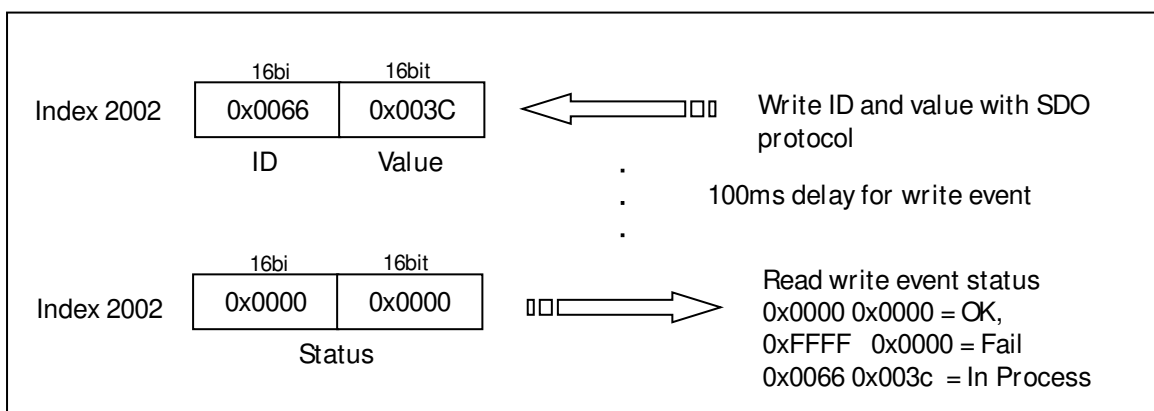 16bi 16bit
Index 2002 0x0066 0x003C Write ID and value with SDO
protocol
ID Value
. 
. 100ms delay for write event
.
16bi 16bit
Index 2002 0x0000 0x0000 Read write event status
0x0000 0x0000 = OK,
Status 0xFFFF 0x0000 = Fail
0x0066 0x003c = In Process